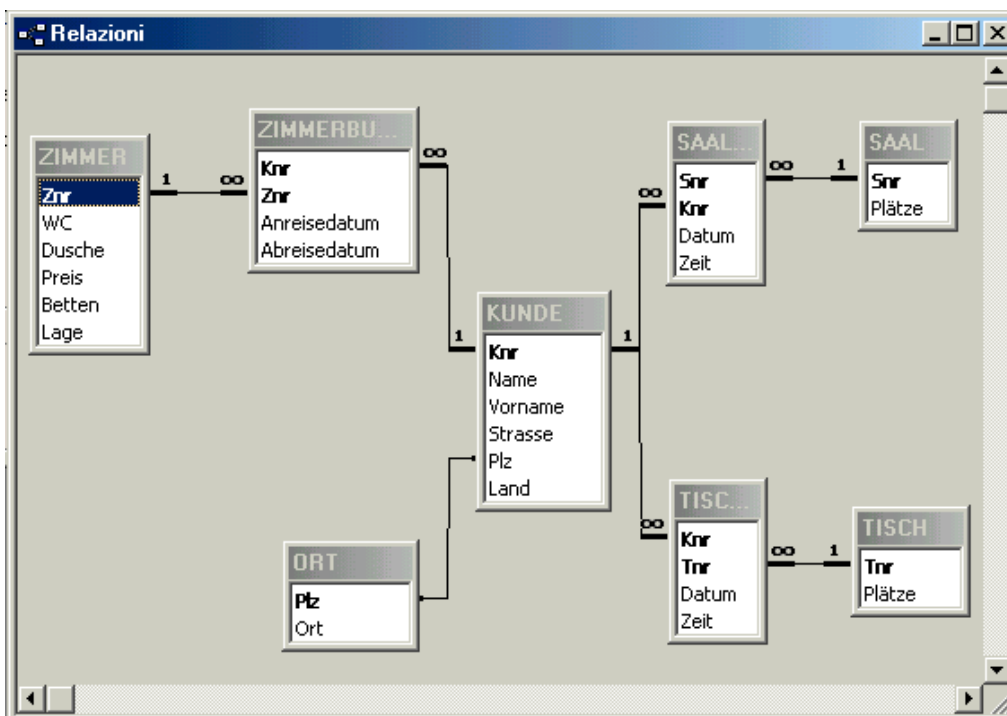 Relazioni
ZIMMER
Znr
WC
Dusche
Preis
Betten
Lage
1
∞
ZIMMERBU...
Knr
Znr
Anreisedatum
Abreisedatum
∞
1
KUNDE
Knr
Name
Vorname
Strasse
Plz
Land
1
ORT
Plz
Ort
∞
SAAL...
Snr
Knr
Datum
Zeit
∞
1
SAAL
Snr
Plätze
∞
TISC...
Knr
Tnr
Datum
Zeit
∞
1
TISCH
Tnr
Plätze